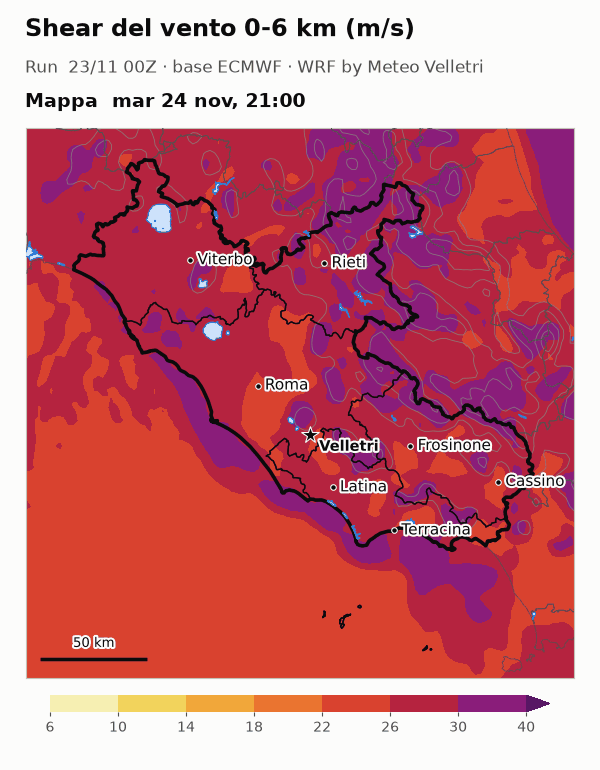 Shear del vento 0-6 km (m/s)
Run  23/11 00Z · base ECMWF · WRF by Meteo Velletri
Mappa  mar 24 nov, 21:00
Viterbo
Rieti
Roma
Velletri
Frosinone
Cassino
Latina
Terracina
50 km
6 10 14 18 22 26 30 40